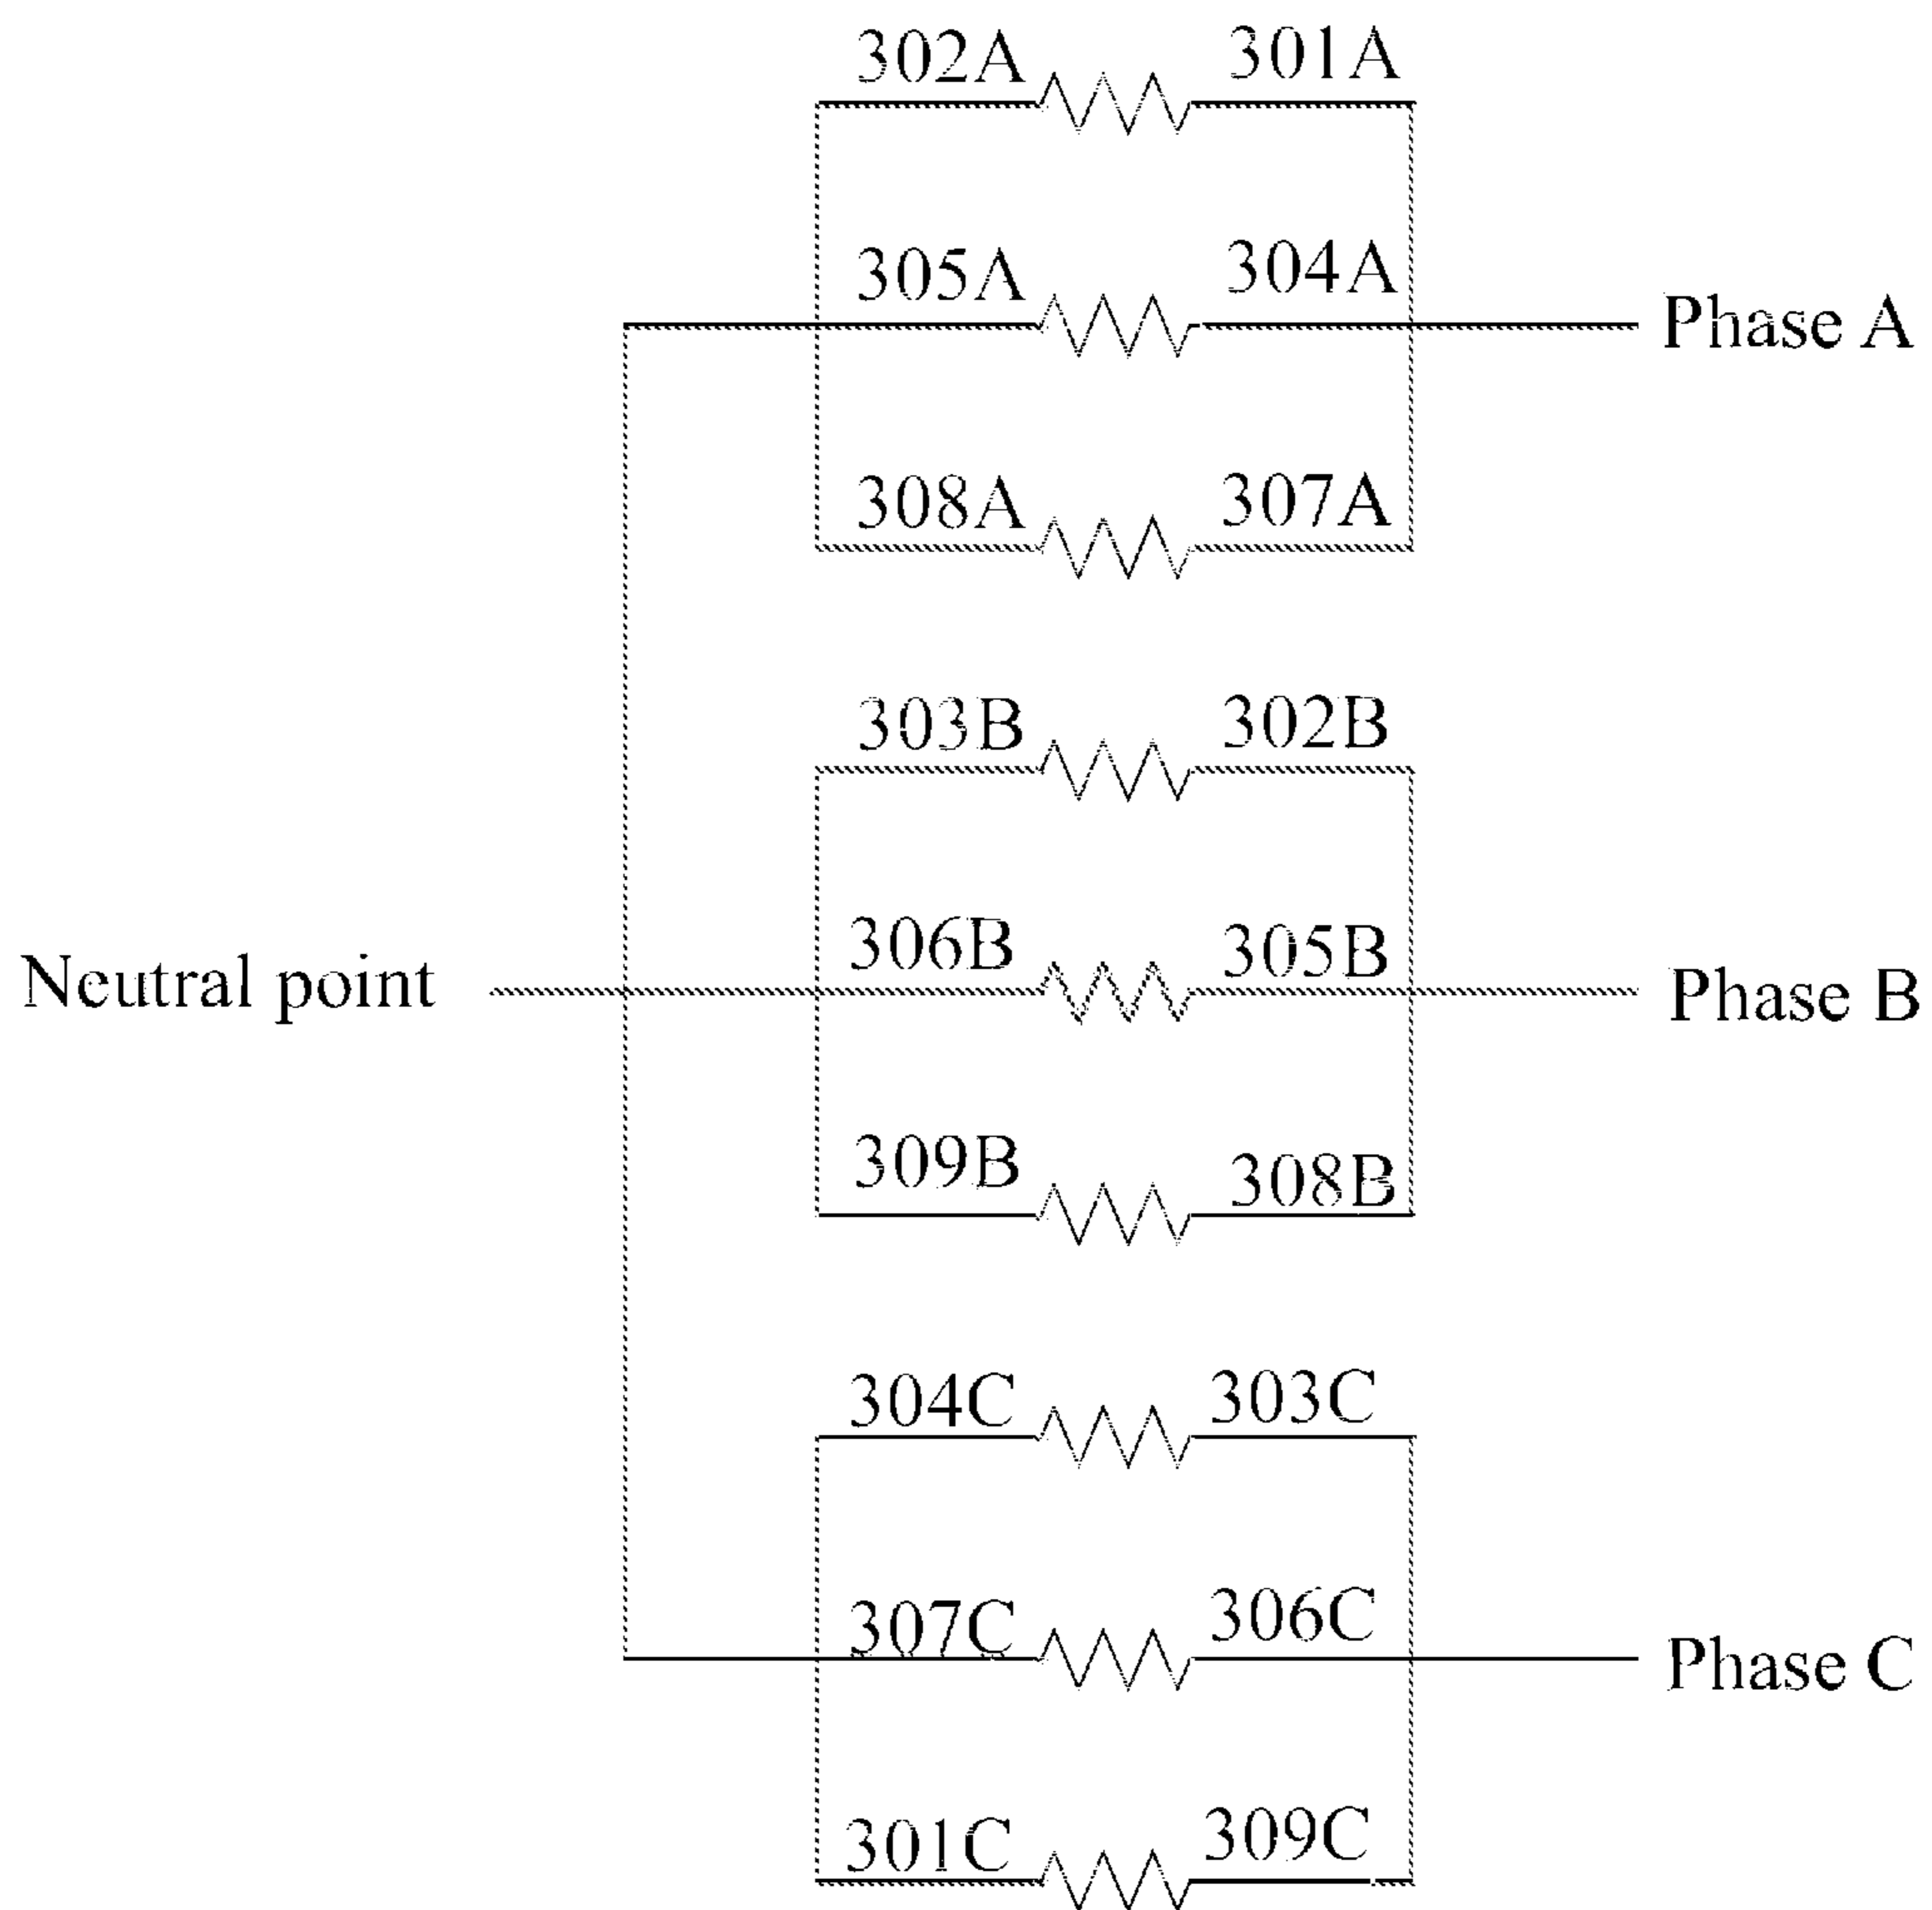 302A 301A
305A 304A
Phase A
308A 307A
303B 302B
306B 305B
Neutral point
Phase B
309B 308B
304C 303C
307C 306C
Phase C
301C 309C